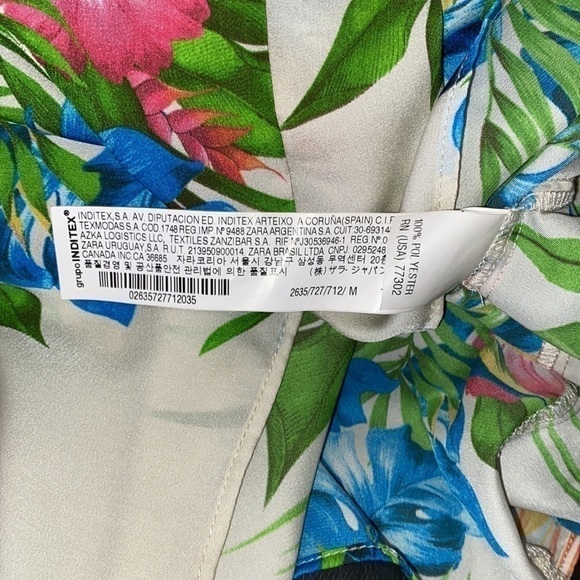 grupo INDITEX®
INDITEX,S.A. AV. DIPUTACION ED. INDITEX ARTEIXO A CORUÑA(SPAIN) C.I.F
TEXMODAS S.A. COD 1748 REG IMP. Nº 9488 ZARA ARGENTINA S.A. CUIT. 30-69314
AZKA LOGISTICS LLC, TEXTILES ZANZIBAR S.A. RIF NºJ30536946-1 REG Nº:0
ZARA URUGUAY,S.A. R.U.T. 213950900014 ZARA BRASIL LTDA. CNPJ: 0295248
CANADA INC.CA 36685 자라코리아 서울시 강남구 삼성동 무역센터 20층
품질경영 및 공산품안전 관리법에 의한 품질표시 (株) ザラ・ジャパン
02635727712035
2635/727/712/ M
100% POLYESTER
RN (USA) 77302